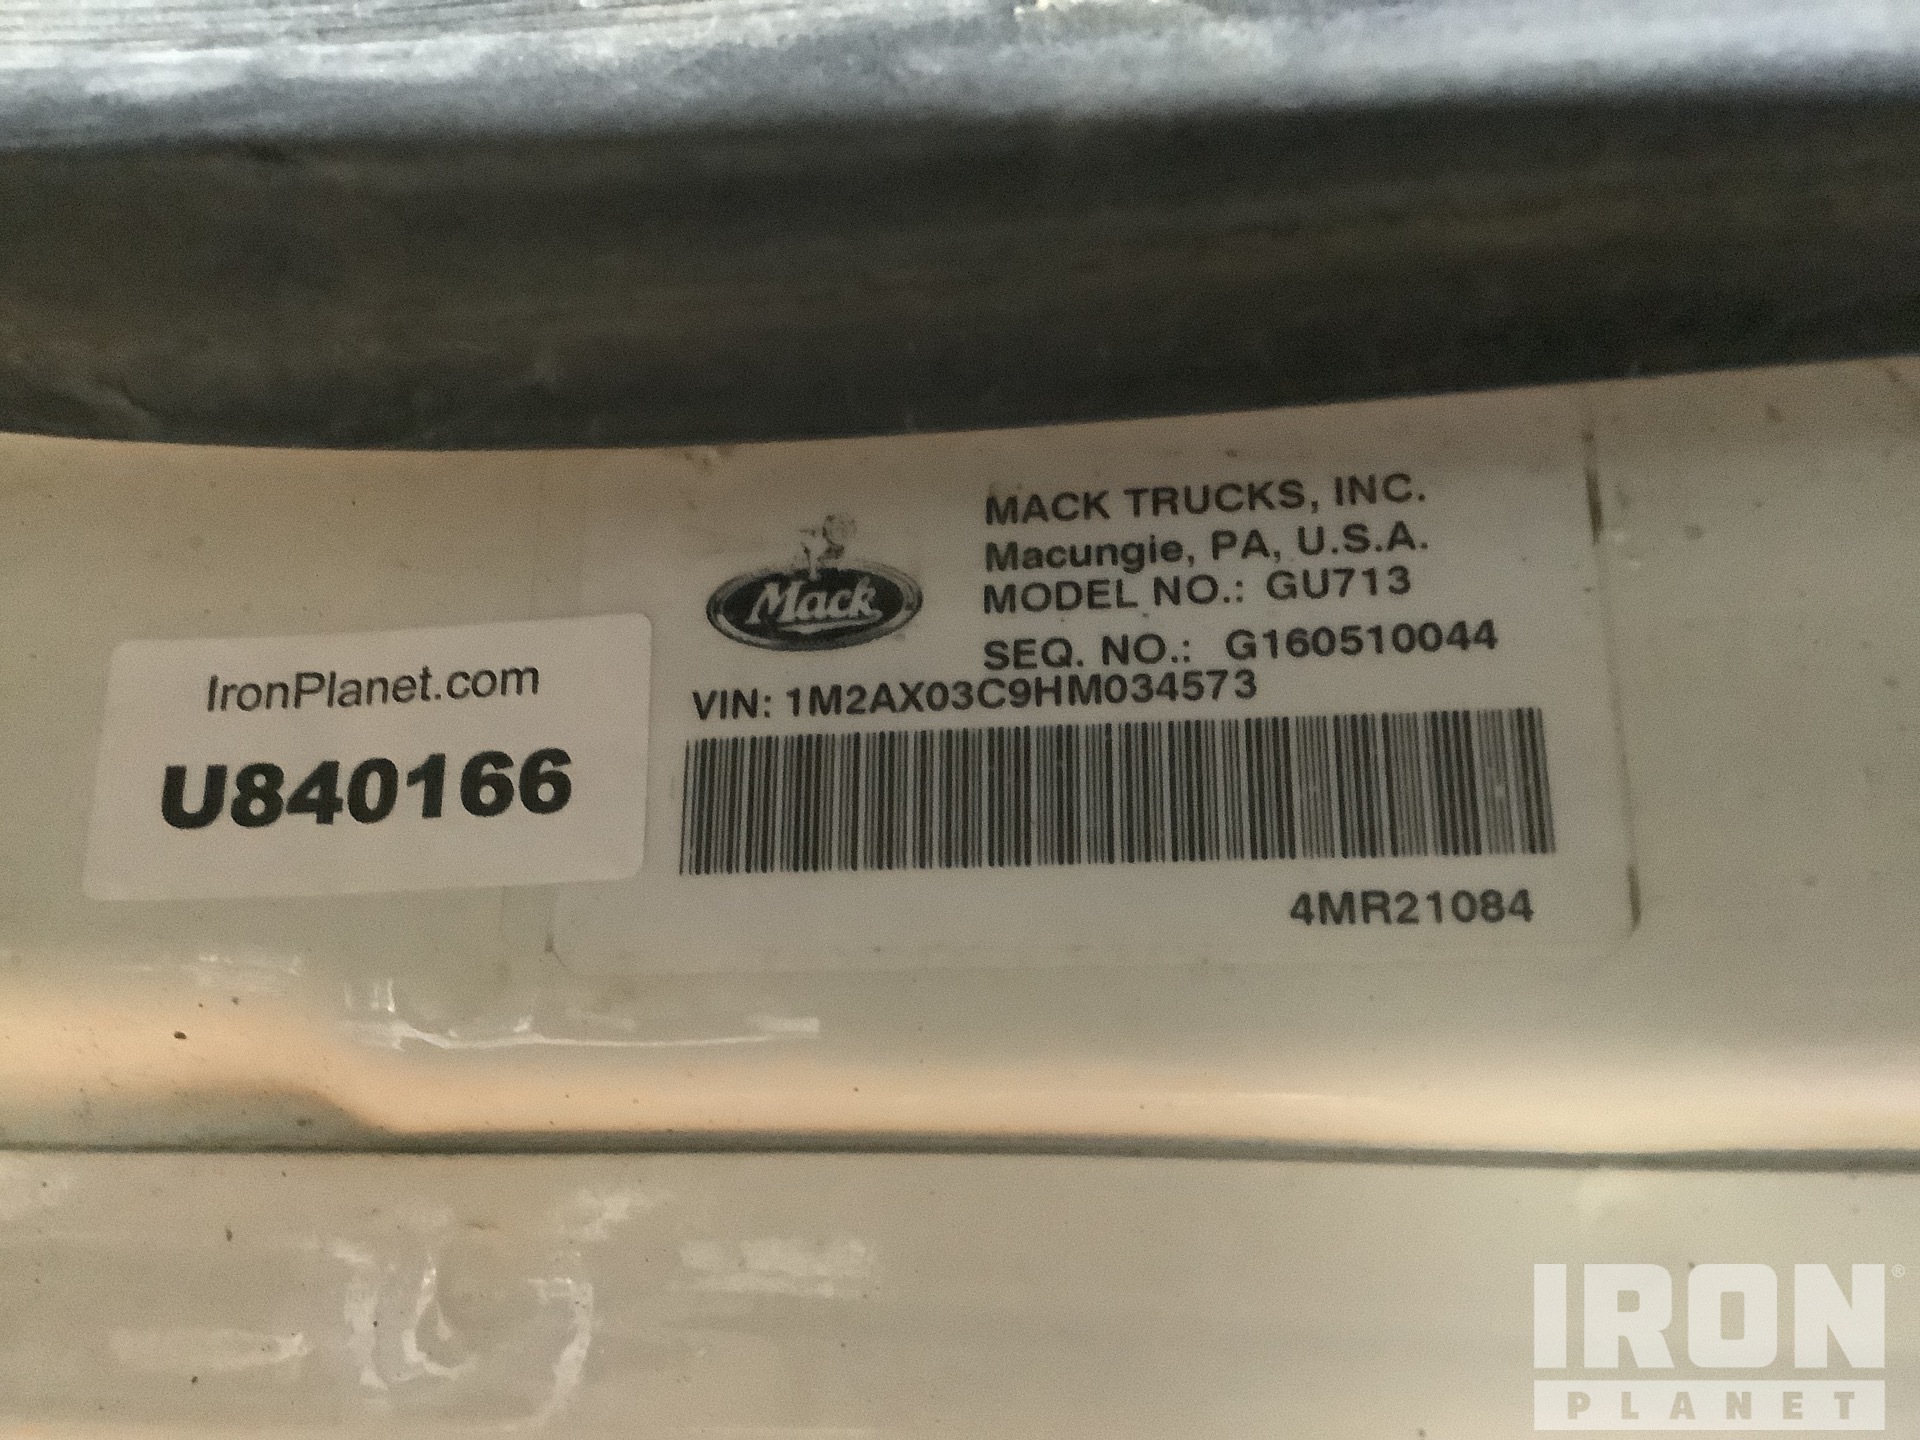 MACK TRUCKS, INC.
Macungie, PA, U.S.A.
MODEL NO.: GU713
SEQ. NO.: G160510044
Mack
VIN: 1M2AX03C9HM034573
4MR21084
IronPlanet.com
U840166
IRON®
PLANET